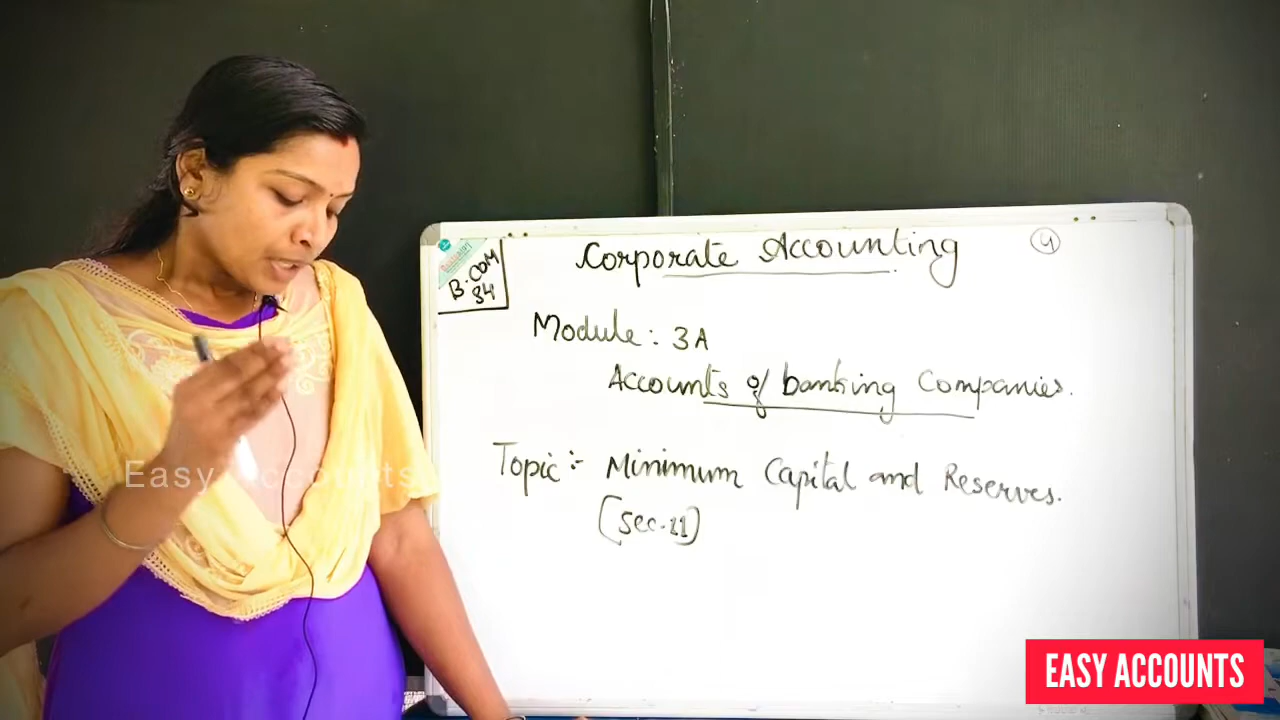 Corporate Accounting
4
B.COM
S4
Module : 3A
Accounts of banking Companies.
Topic :- Minimum Capital and Reserves.
(Sec-11)
Easy Accounts
EASY ACCOUNTS